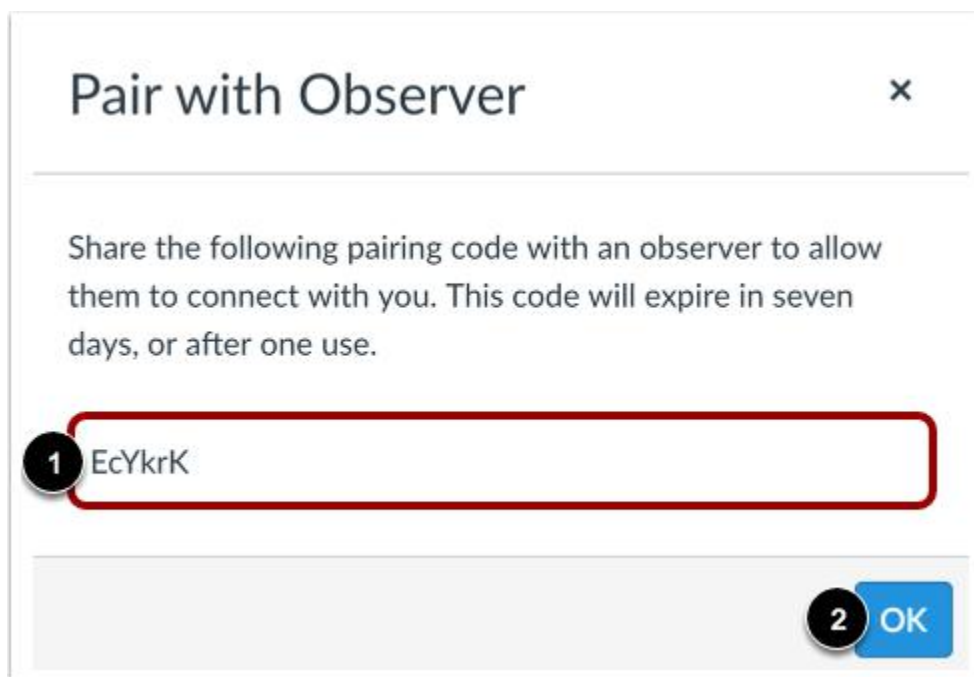 Pair with Observer ×
Share the following pairing code with an observer to allow
them to connect with you. This code will expire in seven
days, or after one use.
1 EcYkrK
2 OK